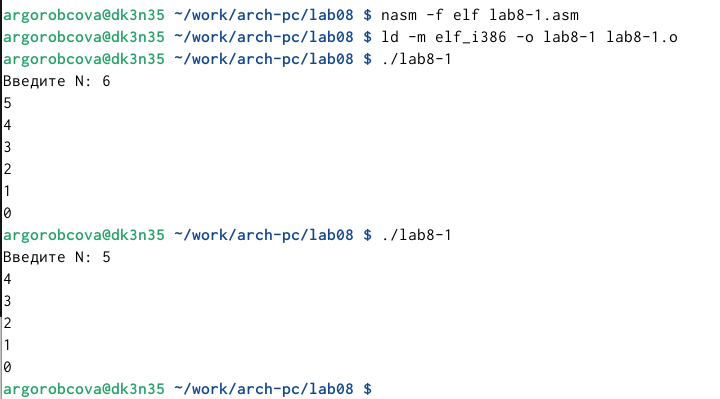 argorobcova@dk3n35 ~/work/arch-pc/lab08 $ nasm -f elf lab8-1.asm
argorobcova@dk3n35 ~/work/arch-pc/lab08 $ ld -m elf_i386 -o lab8-1 lab8-1.o
argorobcova@dk3n35 ~/work/arch-pc/lab08 $ ./lab8-1
Введите N: 6
5
4
3
2
1
0
argorobcova@dk3n35 ~/work/arch-pc/lab08 $ ./lab8-1
Введите N: 5
4
3
2
1
0
argorobcova@dk3n35 ~/work/arch-pc/lab08 $